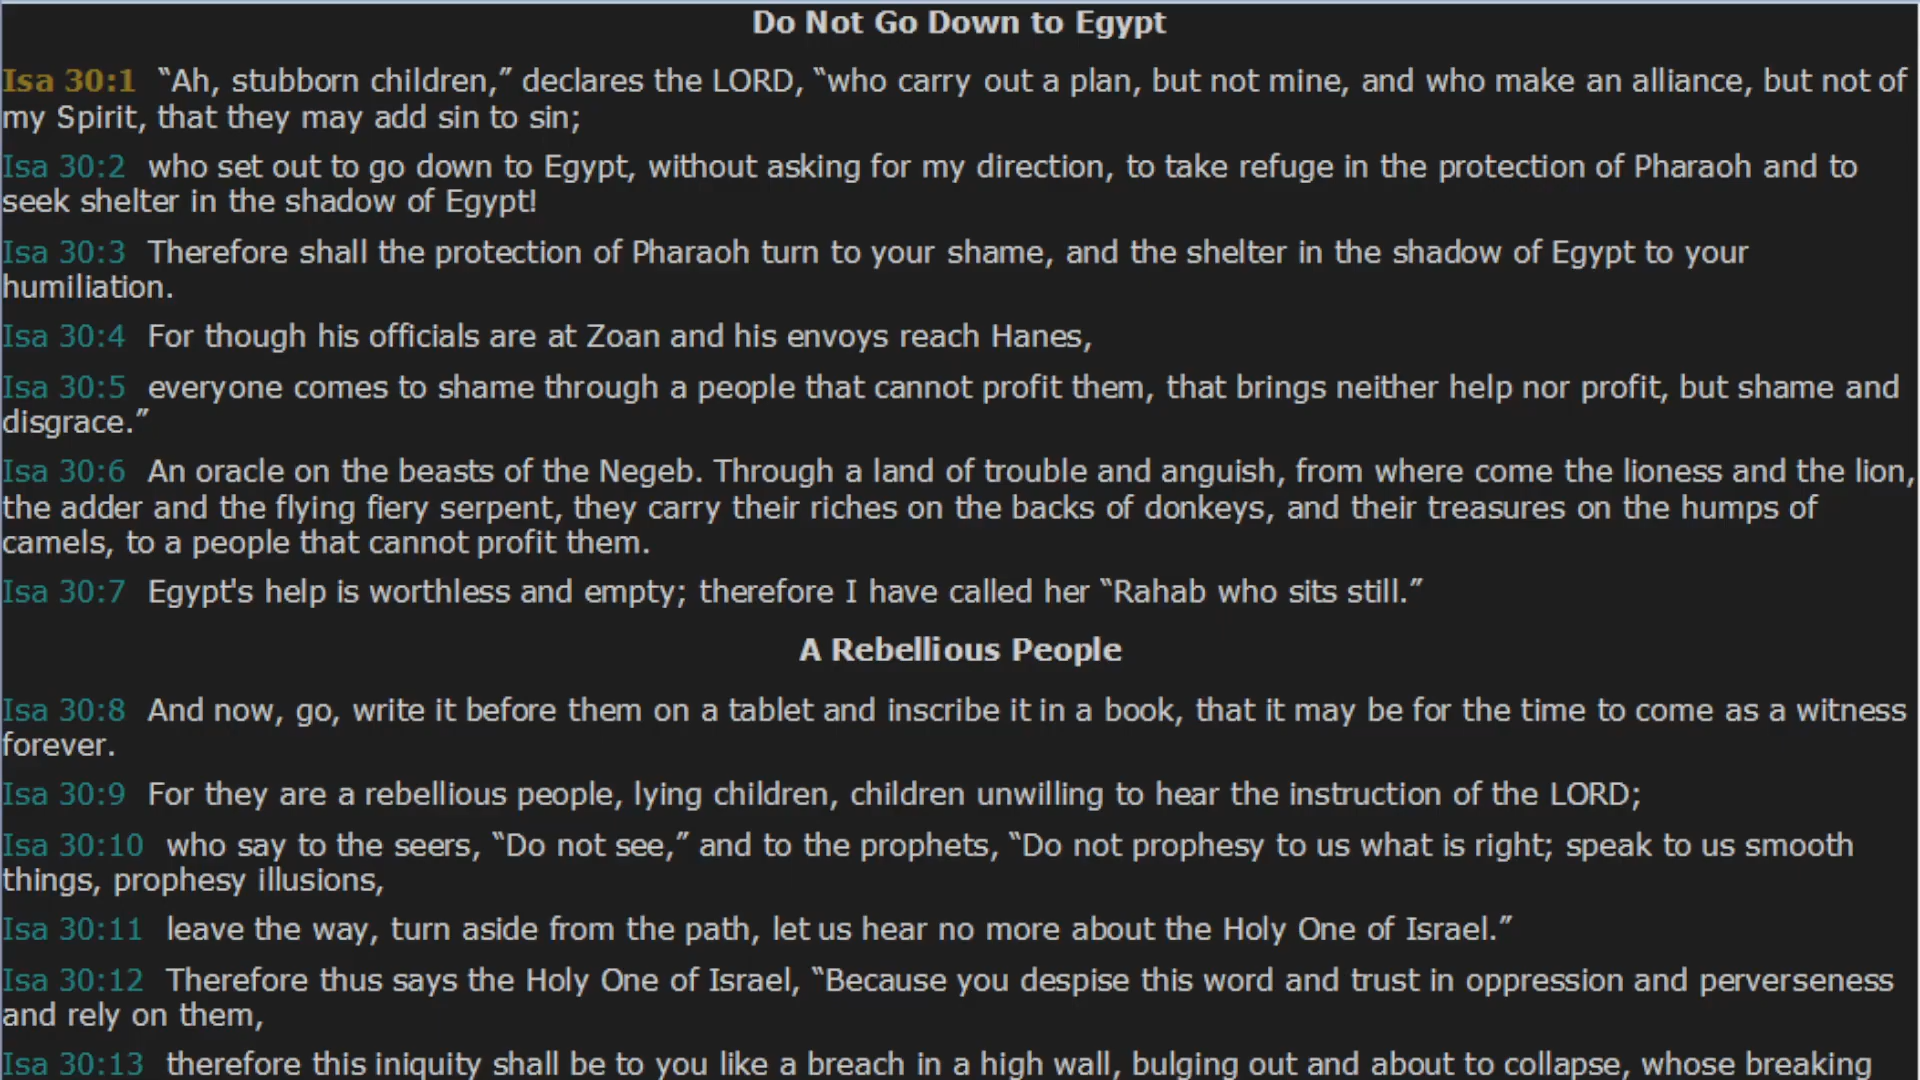 Do Not Go Down to Egypt
Isa 30:1 “Ah, stubborn children,” declares the LORD, “who carry out a plan, but not mine, and who make an alliance, but not of
my Spirit, that they may add sin to sin;
Isa 30:2 who set out to go down to Egypt, without asking for my direction, to take refuge in the protection of Pharaoh and to
seek shelter in the shadow of Egypt!
Isa 30:3 Therefore shall the protection of Pharaoh turn to your shame, and the shelter in the shadow of Egypt to your
humiliation.
Isa 30:4 For though his officials are at Zoan and his envoys reach Hanes,
Isa 30:5 everyone comes to shame through a people that cannot profit them, that brings neither help nor profit, but shame and
disgrace.”
Isa 30:6 An oracle on the beasts of the Negeb. Through a land of trouble and anguish, from where come the lioness and the lion,
the adder and the flying fiery serpent, they carry their riches on the backs of donkeys, and their treasures on the humps of
camels, to a people that cannot profit them.
Isa 30:7 Egypt's help is worthless and empty; therefore I have called her “Rahab who sits still.”
A Rebellious People
Isa 30:8 And now, go, write it before them on a tablet and inscribe it in a book, that it may be for the time to come as a witness
forever.
Isa 30:9 For they are a rebellious people, lying children, children unwilling to hear the instruction of the LORD;
Isa 30:10 who say to the seers, “Do not see,” and to the prophets, “Do not prophesy to us what is right; speak to us smooth
things, prophesy illusions,
Isa 30:11 leave the way, turn aside from the path, let us hear no more about the Holy One of Israel.”
Isa 30:12 Therefore thus says the Holy One of Israel, “Because you despise this word and trust in oppression and perverseness
and rely on them,
Isa 30:13 therefore this iniquity shall be to you like a breach in a high wall, bulging out and about to collapse, whose breaking